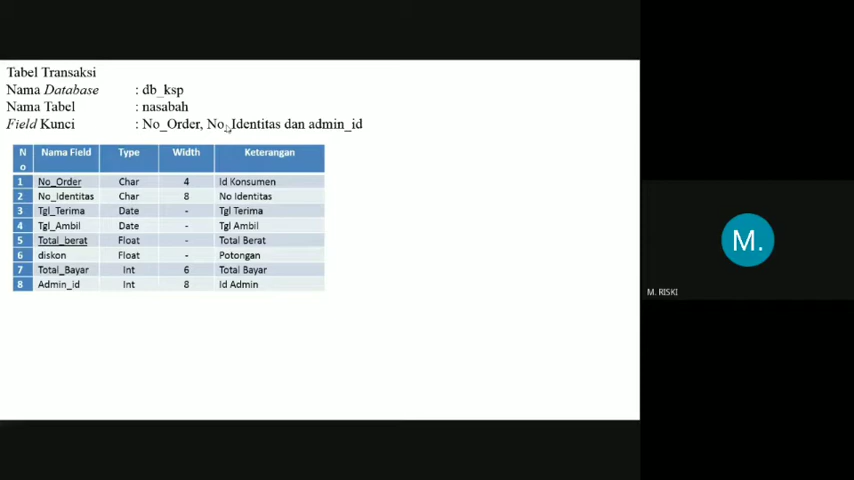 Tabel Transaksi
Nama Database : db_ksp
Nama Tabel : nasabah
Field Kunci : No_Order, No_Identitas dan admin_id
No Nama Field Type Width Keterangan
1 No_Order Char 4 Id Konsumen
2 No_Identitas Char 8 No Identitas
3 Tgl_Terima Date - Tgl Terima
4 Tgl_Ambil Date - Tgl Ambil
5 Total_berat Float - Total Berat
6 diskon Float - Potongan
7 Total_Bayar Int 6 Total Bayar
8 Admin_id Int 8 Id Admin
M.
M. RISKI